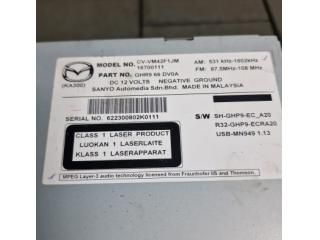 MODEL NO. CV-VM42F1JM
16700111
AM: 531 kHz-1602kHz
PART NO. GHR9 66 DV0A
FM: 87.5MHz-108 MHz
(KA300)
DC 12 VOLTS NEGATIVE GROUND
SANYO Automedia Sdn.Bhd. MADE IN MALAYSIA
SERIAL NO. 622300802K0111
S/W SH-GHP9-EC_A20
R32-GHP9-ECRA20
USB-MN949 1.13
CLASS 1 LASER PRODUCT
LUOKAN 1 LASERLAITE
KLASS 1 LASERAPPARAT
MPEG Layer-3 audio technology licensed from Fraunhofer IIS and Thomson.